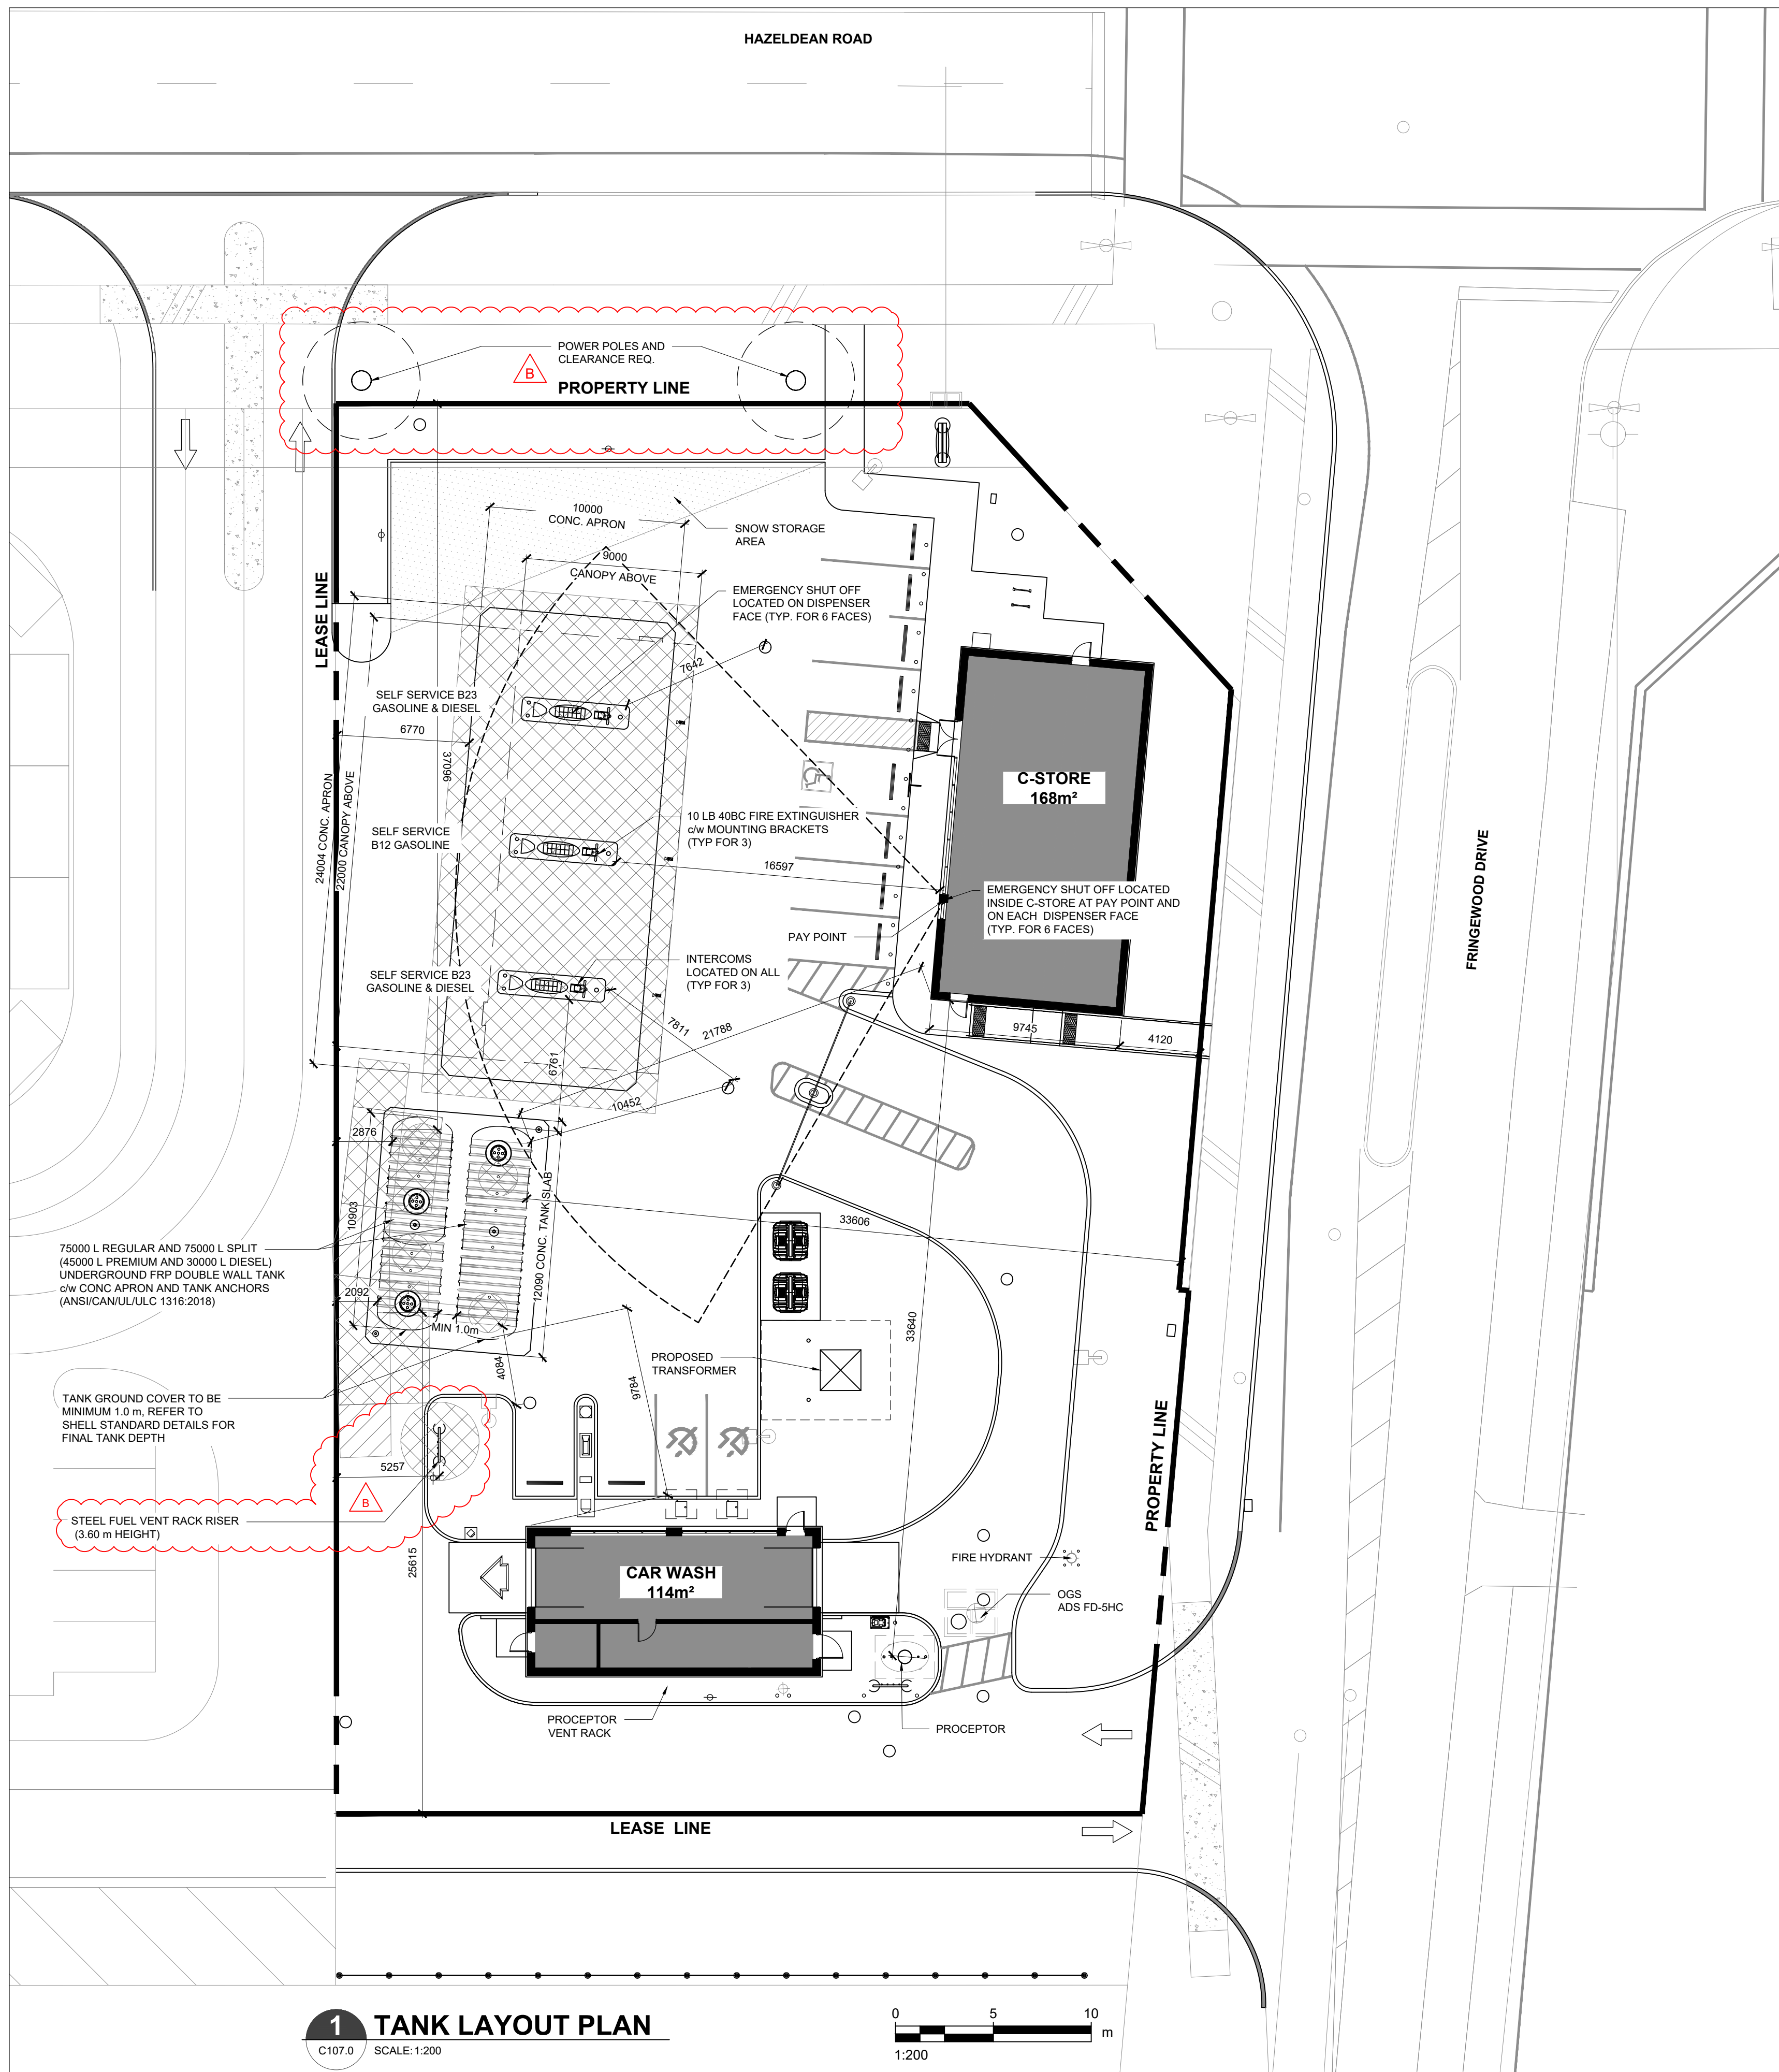 HAZELDEAN ROAD
POWER POLES AND
CLEARANCE REQ.
B
PROPERTY LINE
10000
CONC. APRON
SNOW STORAGE
AREA
9000
CANOPY ABOVE
LEASE LINE
EMERGENCY SHUT OFF
LOCATED ON DISPENSER
FACE (TYP. FOR 6 FACES)
7642
SELF SERVICE B23
GASOLINE & DIESEL
6770
37096
24004 CONC. APRON
22000 CANOPY ABOVE
C-STORE
168m²
10 LB 40BC FIRE EXTINGUISHER
c/w MOUNTING BRACKETS
(TYP FOR 3)
SELF SERVICE
B12 GASOLINE
16597
EMERGENCY SHUT OFF LOCATED
INSIDE C-STORE AT PAY POINT AND
ON EACH DISPENSER FACE
(TYP. FOR 6 FACES)
FRINGEWOOD DRIVE
PAY POINT
INTERCOMS
LOCATED ON ALL
(TYP FOR 3)
SELF SERVICE B23
GASOLINE & DIESEL
7811
21788
9745
4120
6761
10452
2876
10903
12090 CONC. TANK SLAB
33606
75000 L REGULAR AND 75000 L SPLIT
(45000 L PREMIUM AND 30000 L DIESEL)
UNDERGROUND FRP DOUBLE WALL TANK
c/w CONC APRON AND TANK ANCHORS
(ANSI/CAN/UL/ULC 1316:2018)
2092
MIN 1.0m
33640
4084
9784
PROPOSED
TRANSFORMER
TANK GROUND COVER TO BE
MINIMUM 1.0 m, REFER TO
SHELL STANDARD DETAILS FOR
FINAL TANK DEPTH
5257
B
STEEL FUEL VENT RACK RISER
(3.60 m HEIGHT)
PROPERTY LINE
25615
CAR WASH
114m²
FIRE HYDRANT
OGS
ADS FD-5HC
PROCEPTOR
VENT RACK
PROCEPTOR
LEASE LINE
1
TANK LAYOUT PLAN
C107.0
SCALE: 1:200
0 5 10
m
1:200